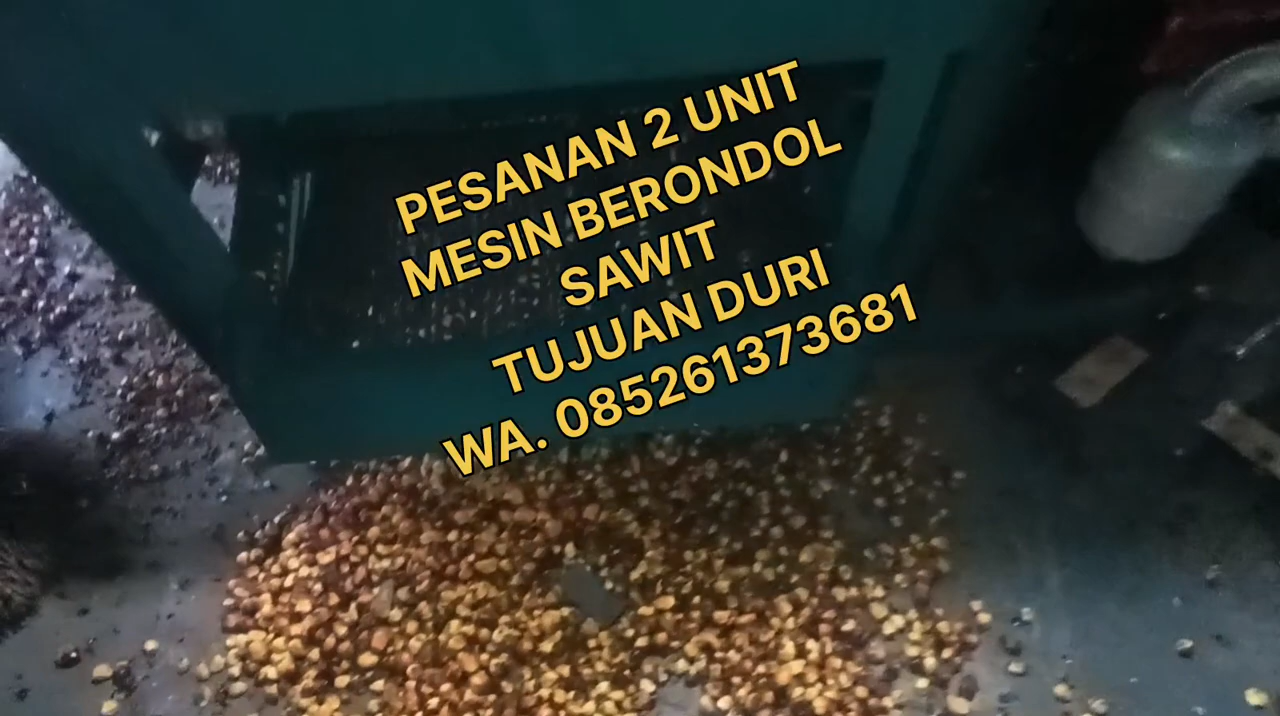 PESANAN 2 UNIT
MESIN BERONDOL
SAWIT
TUJUAN DURI
WA. 085261373681